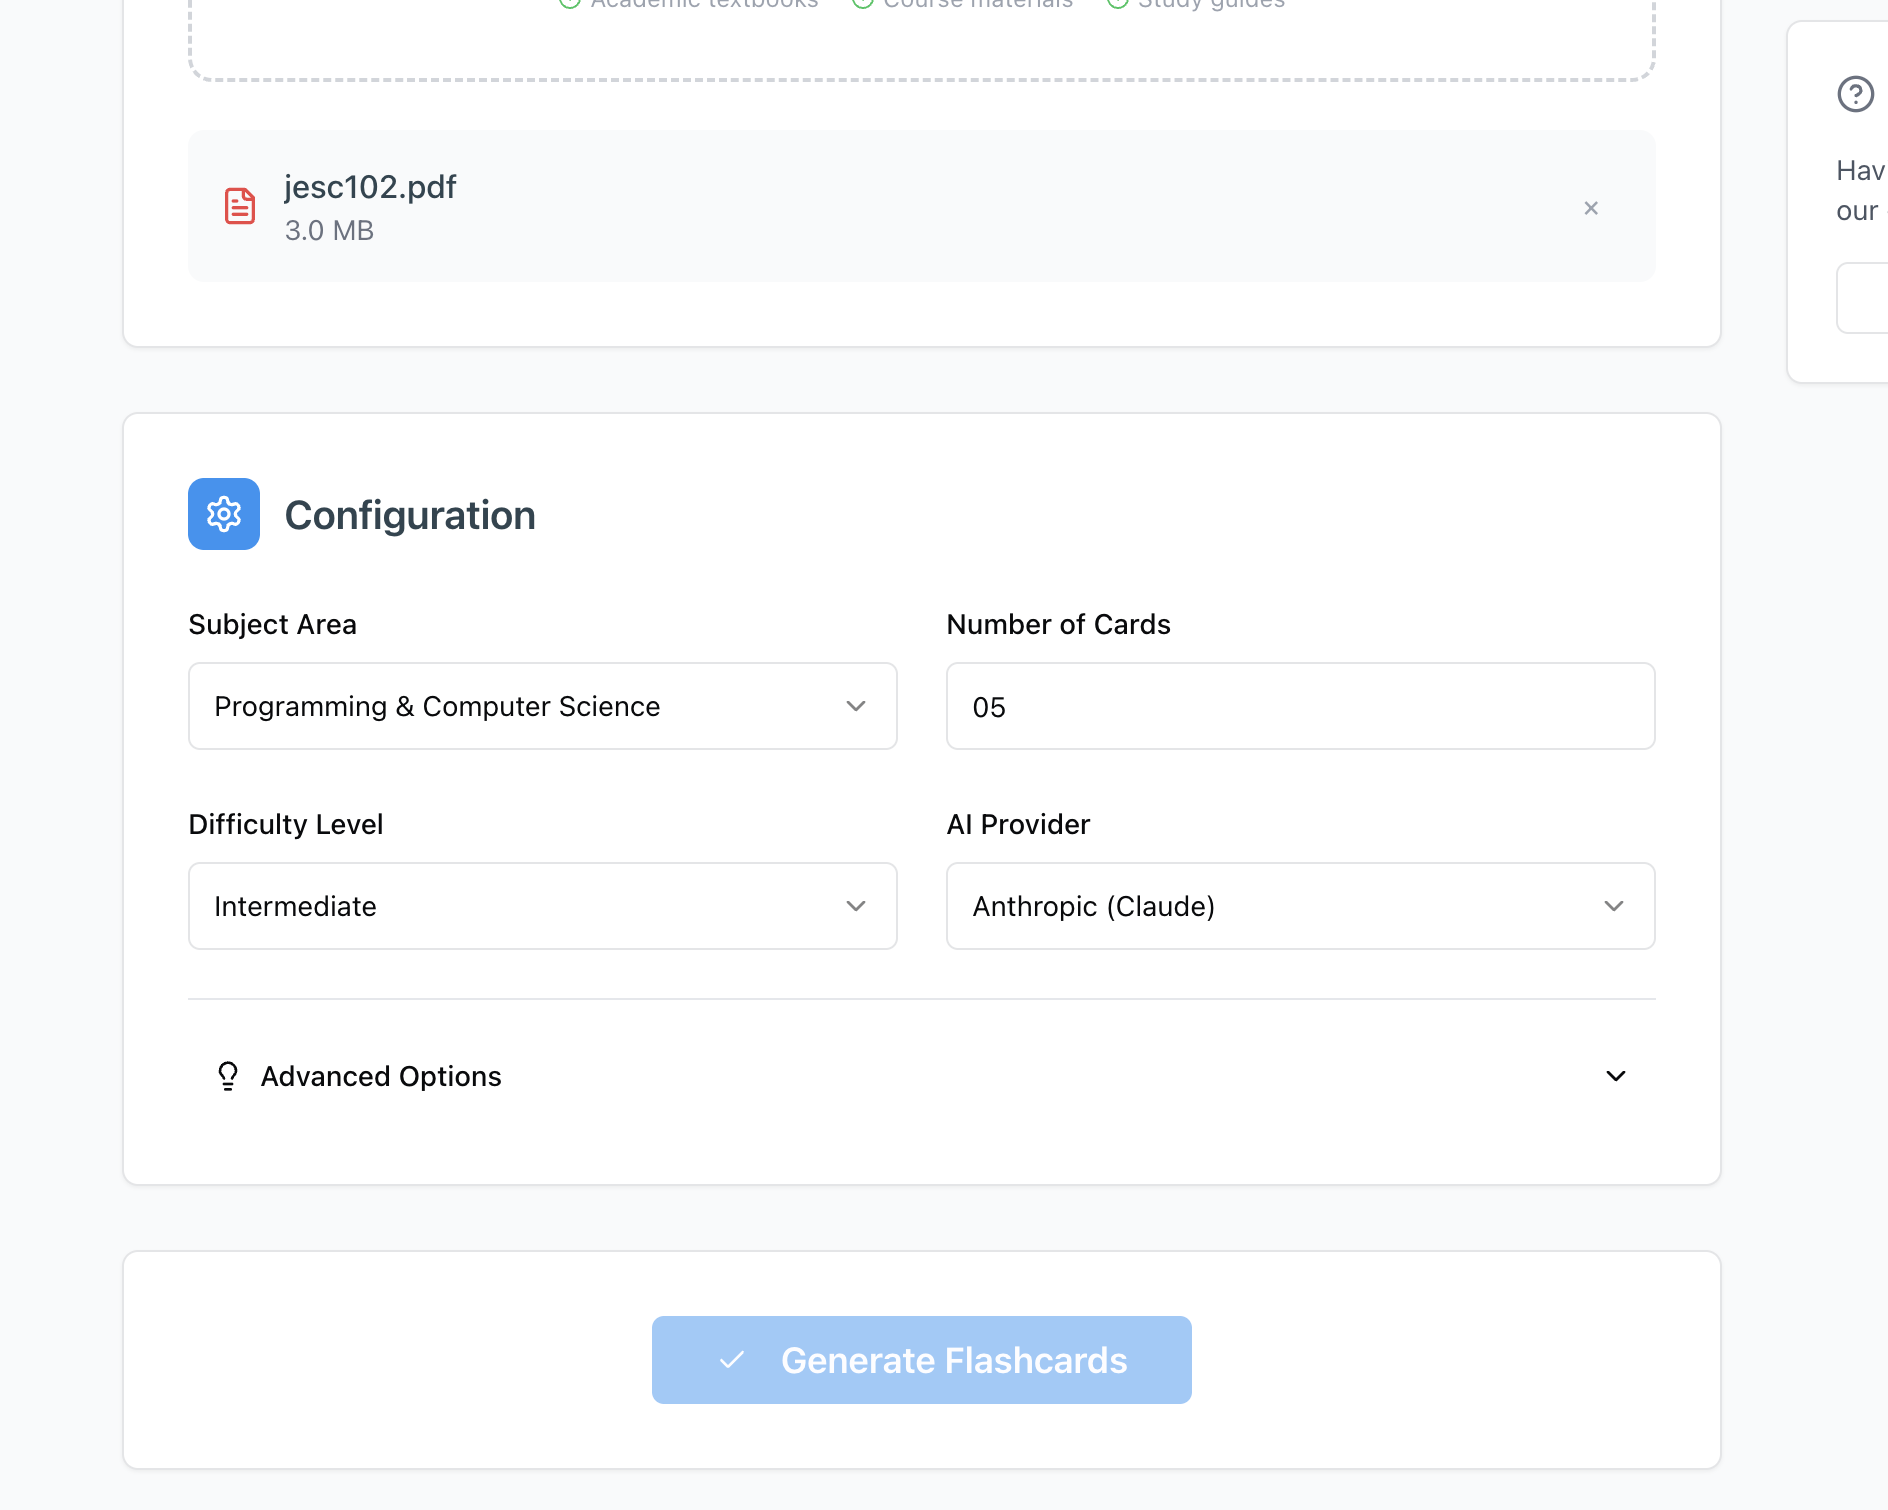 Academic textbooks Course materials Study guides
jesc102.pdf
3.0 MB
Hav
our
Configuration
Subject Area
Number of Cards
Programming & Computer Science
05
Difficulty Level
AI Provider
Intermediate
Anthropic (Claude)
Advanced Options
Generate Flashcards